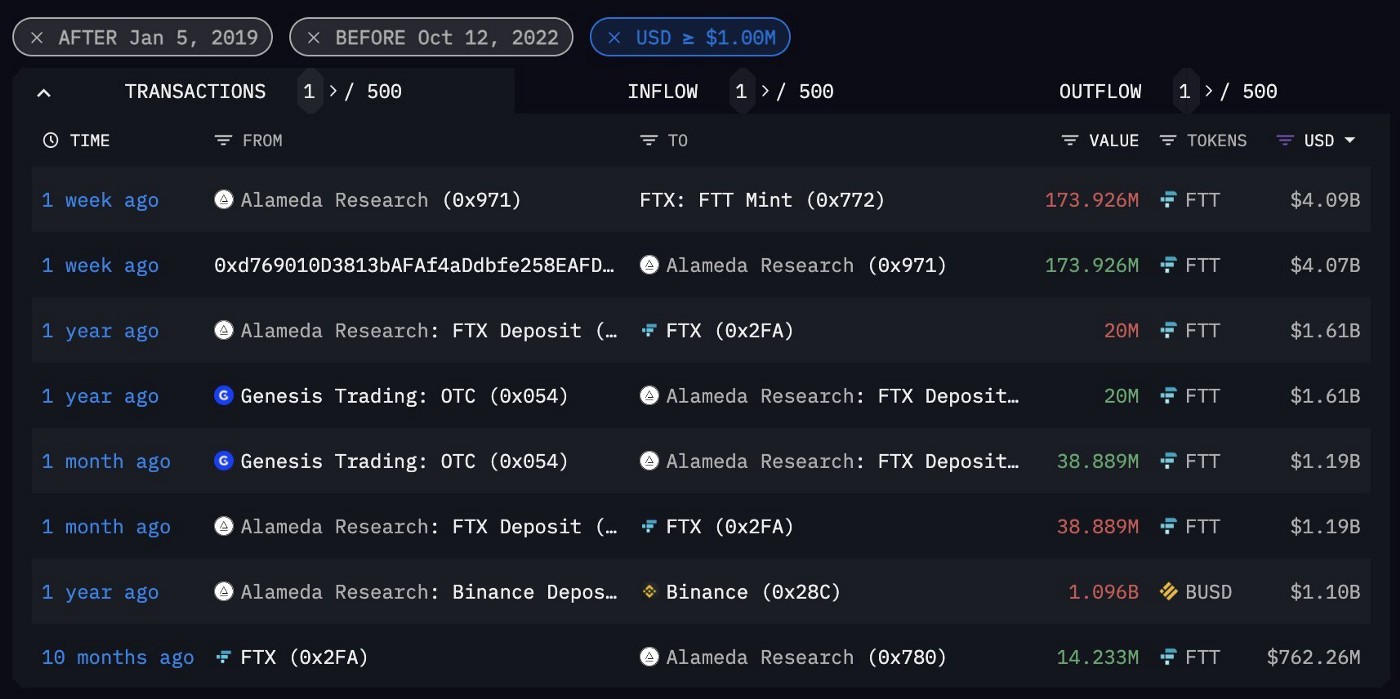 × AFTER Jan 5, 2019 × BEFORE Oct 12, 2022 × USD ≥ $1.00M
TRANSACTIONS 1 > / 500 INFLOW 1 > / 500 OUTFLOW 1 > / 500
TIME FROM TO VALUE TOKENS USD
1 week ago Alameda Research (0x971) FTX: FTT Mint (0x772) 173.926M FTT $4.09B
1 week ago 0xd769010D3813bAFAf4aDdbfe258EAFD… Alameda Research (0x971) 173.926M FTT $4.07B
1 year ago Alameda Research: FTX Deposit (… FTX (0x2FA) 20M FTT $1.61B
1 year ago G Genesis Trading: OTC (0x054) Alameda Research: FTX Deposit… 20M FTT $1.61B
1 month ago G Genesis Trading: OTC (0x054) Alameda Research: FTX Deposit… 38.889M FTT $1.19B
1 month ago Alameda Research: FTX Deposit (… FTX (0x2FA) 38.889M FTT $1.19B
1 year ago Alameda Research: Binance Depos… Binance (0x28C) 1.096B BUSD $1.10B
10 months ago FTX (0x2FA) Alameda Research (0x780) 14.233M FTT $762.26M